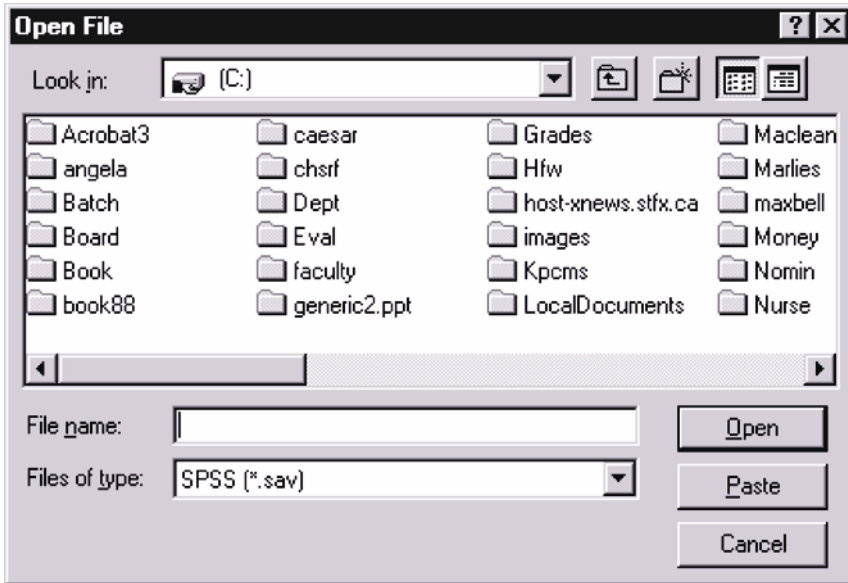 Open File
Look in: (C:)
Acrobat3 caesar Grades Maclean
angela chsrf Hfw Marlies
Batch Dept host-xnews.stfx.ca maxbell
Board Eval images Money
Book faculty Kpcms Nomin
book88 generic2.ppt LocalDocuments Nurse
File name: Open
Files of type: SPSS (*.sav) Paste
Cancel